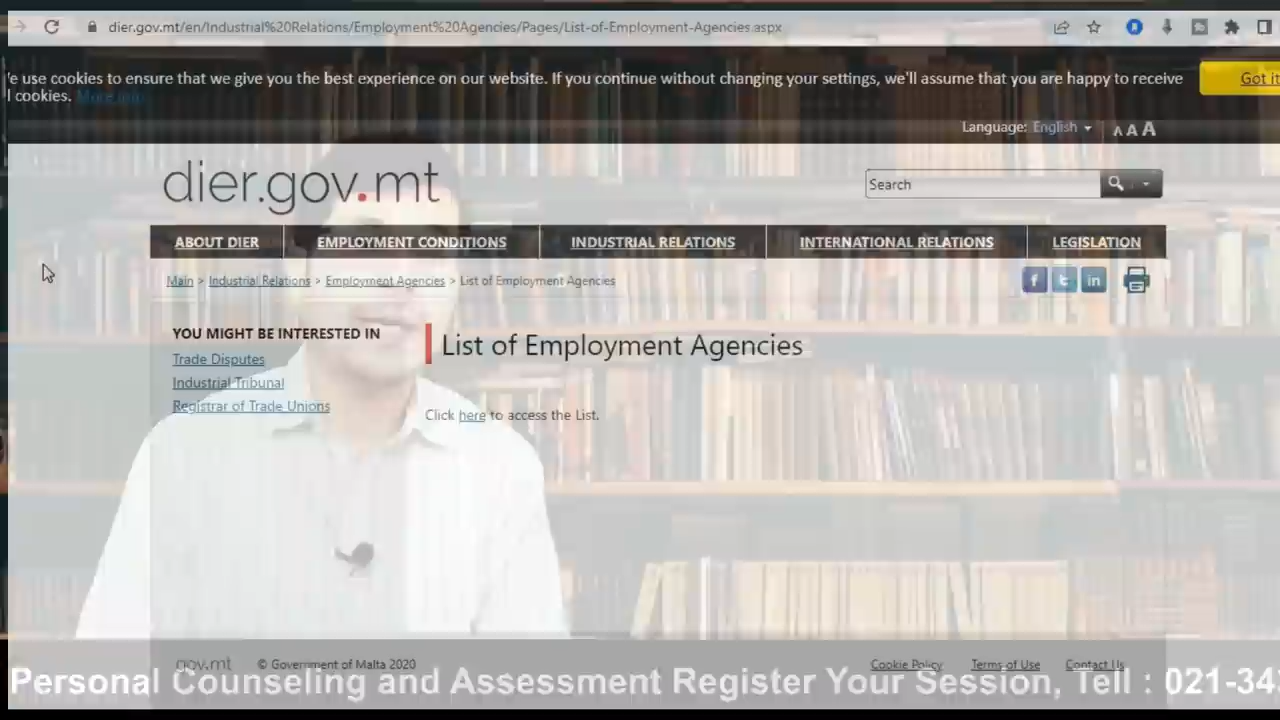 dier.gov.mt/en/Industrial%20Relations/Employment%20Agencies/Pages/List-of-Employment-Agencies.aspx
'e use cookies to ensure that we give you the best experience on our website. If you continue without changing your settings, we'll assume that you are happy to receive
l cookies. More info
Got it
Language: English
A A A
dier.gov.mt
Search
ABOUT DIER EMPLOYMENT CONDITIONS INDUSTRIAL RELATIONS INTERNATIONAL RELATIONS LEGISLATION
Main > Industrial Relations > Employment Agencies > List of Employment Agencies
YOU MIGHT BE INTERESTED IN
Trade Disputes
Industrial Tribunal
Registrar of Trade Unions
List of Employment Agencies
Click here to access the List.
gov.mt © Government of Malta 2020 Cookie Policy Terms of Use Contact Us
Personal Counseling and Assessment Register Your Session, Tell : 021-34